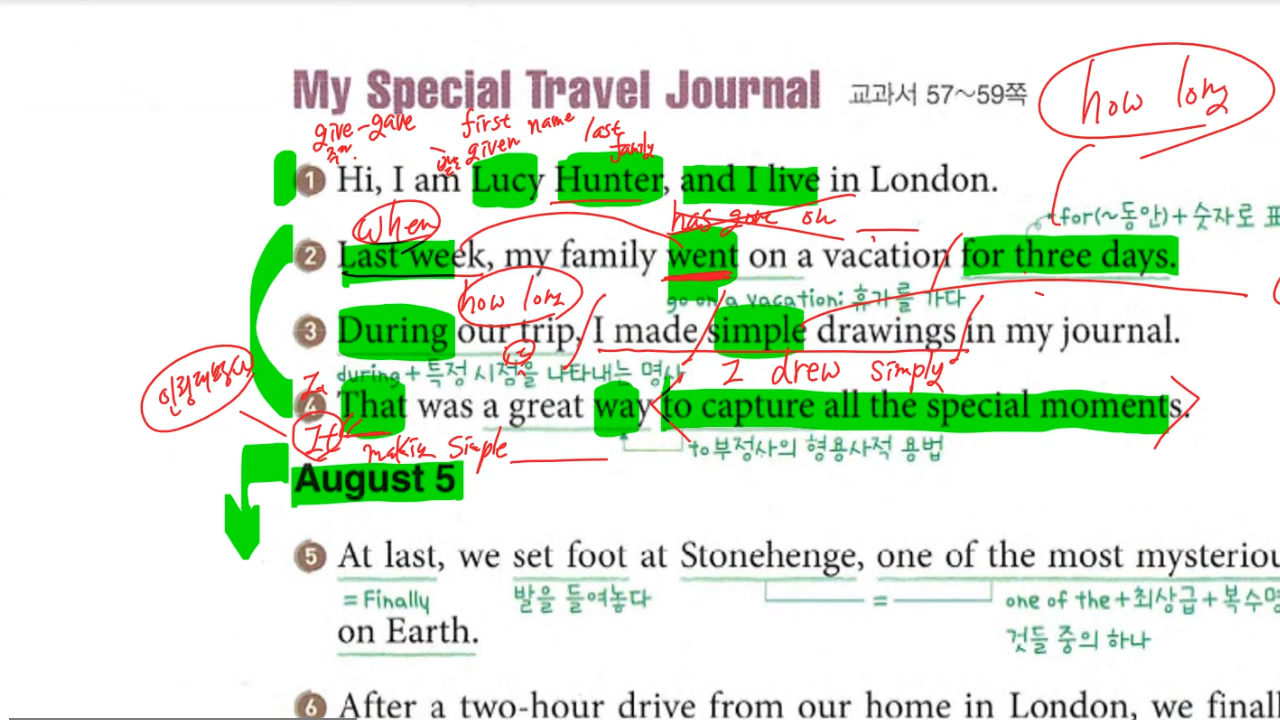 My Special Travel Journal 교과서 57~59쪽
how long
give-gave first name last
given family
1 Hi, I am Lucy Hunter, and I live in London.
When has gone on for(~동안)+숫자로 표
2 Last week, my family went on a vacation for three days.
how long go on a vacation: 휴가를 가다
3 During our trip, I made simple drawings in my journal.
during+특정 시점을 나타내는 명사 I drew simply
4 That was a great way to capture all the special moments.
It making simple to부정사의 형용사적 용법
August 5
5 At last, we set foot at Stonehenge, one of the most mysteriou
=Finally 발을 들여놓다 = one of the+최상급+복수명
on Earth. 것들 중의 하나
6 After a two-hour drive from our home in London, we finall